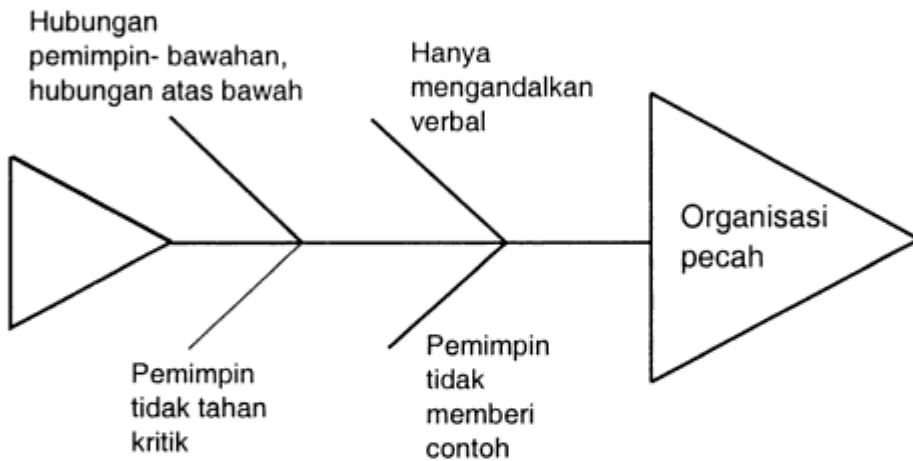 Hubungan
pemimpin- bawahan,
hubungan atas bawah
Hanya
mengandalkan
verbal
Organisasi
pecah
Pemimpin
tidak tahan
kritik
Pemimpin
tidak
memberi
contoh